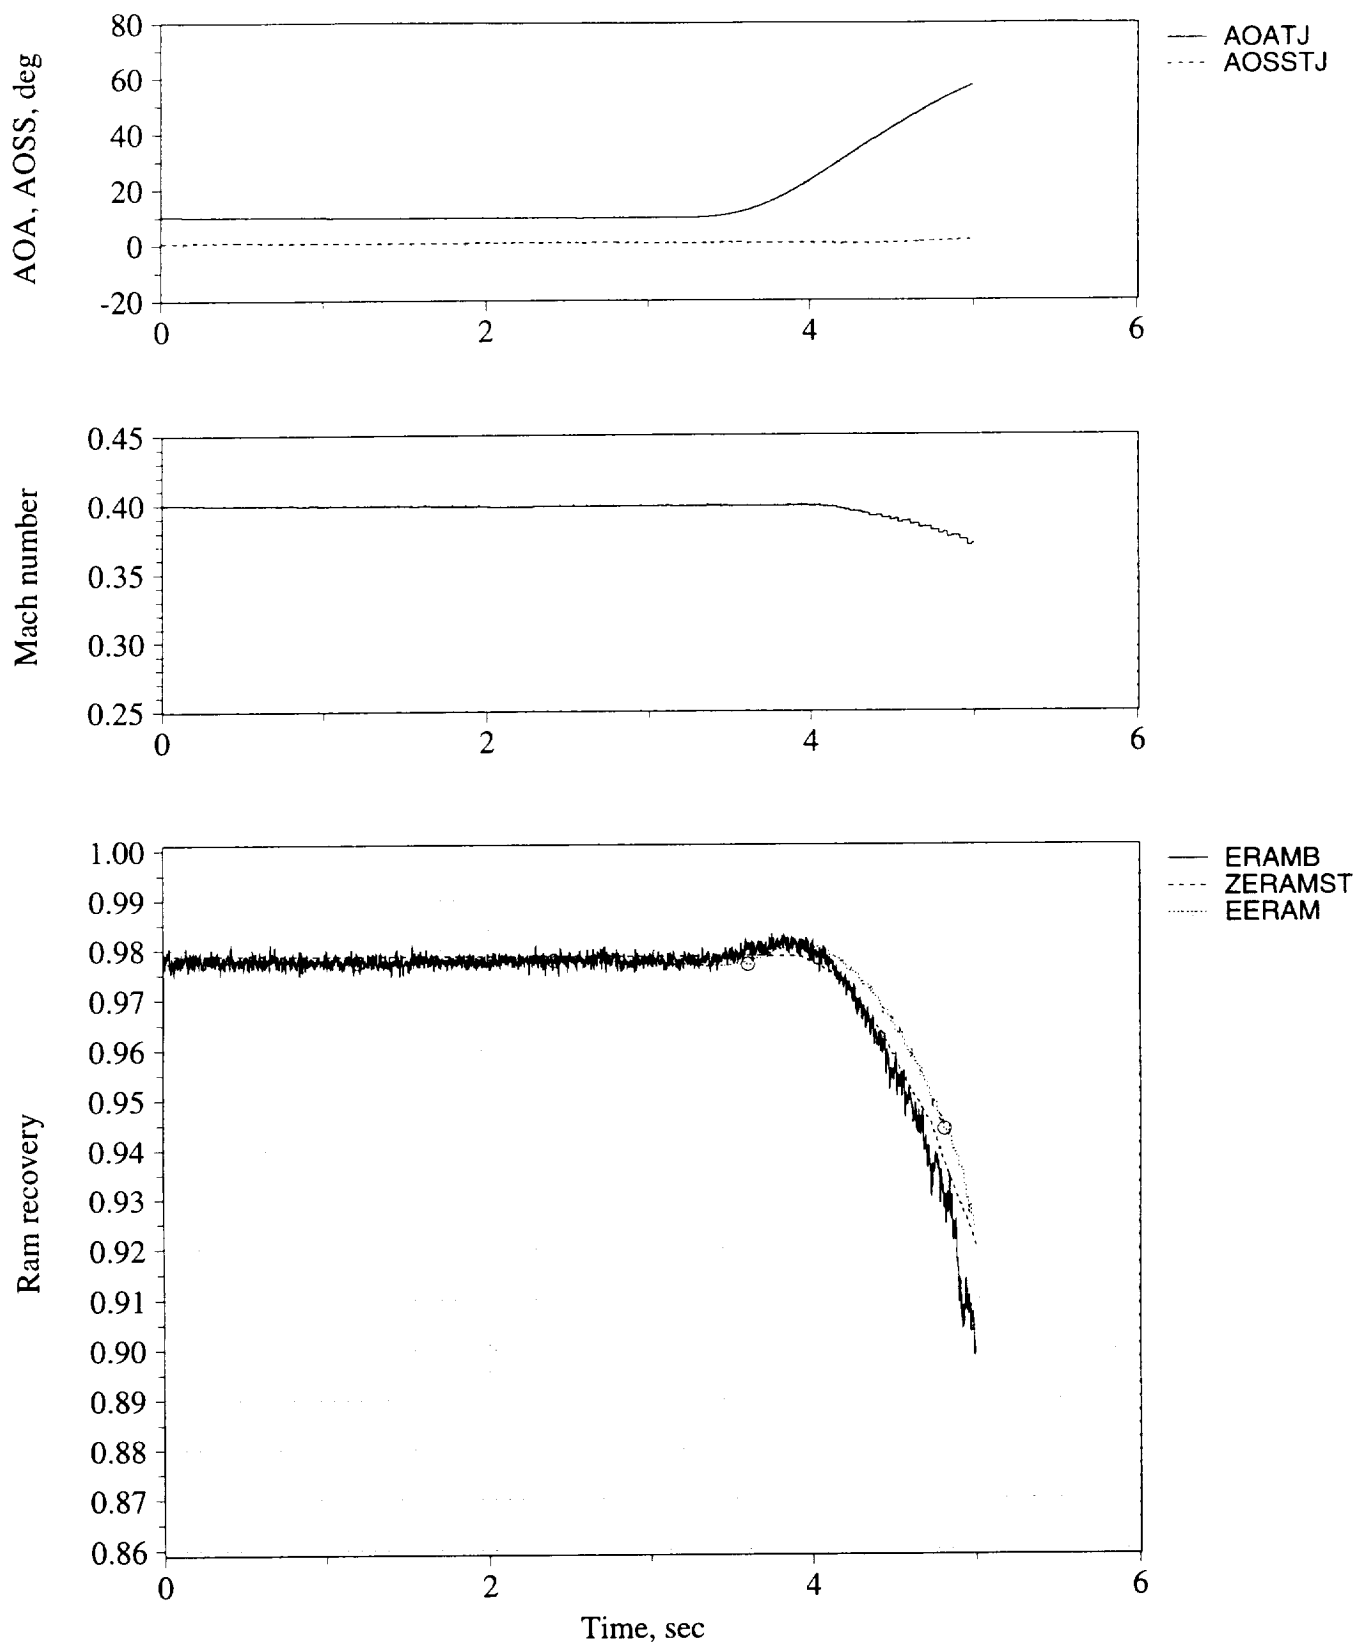 AOA, AOSS, deg
80
60
40
20
0
-20
0 2 4 6
AOATJ
AOSSTJ
Mach number
0.45
0.40
0.35
0.30
0.25
0 2 4 6
Ram recovery
1.00
0.99
0.98
0.97
0.96
0.95
0.94
0.93
0.92
0.91
0.90
0.89
0.88
0.87
0.86
0 2 4 6
Time, sec
ERAMB
ZERAMST
EERAM